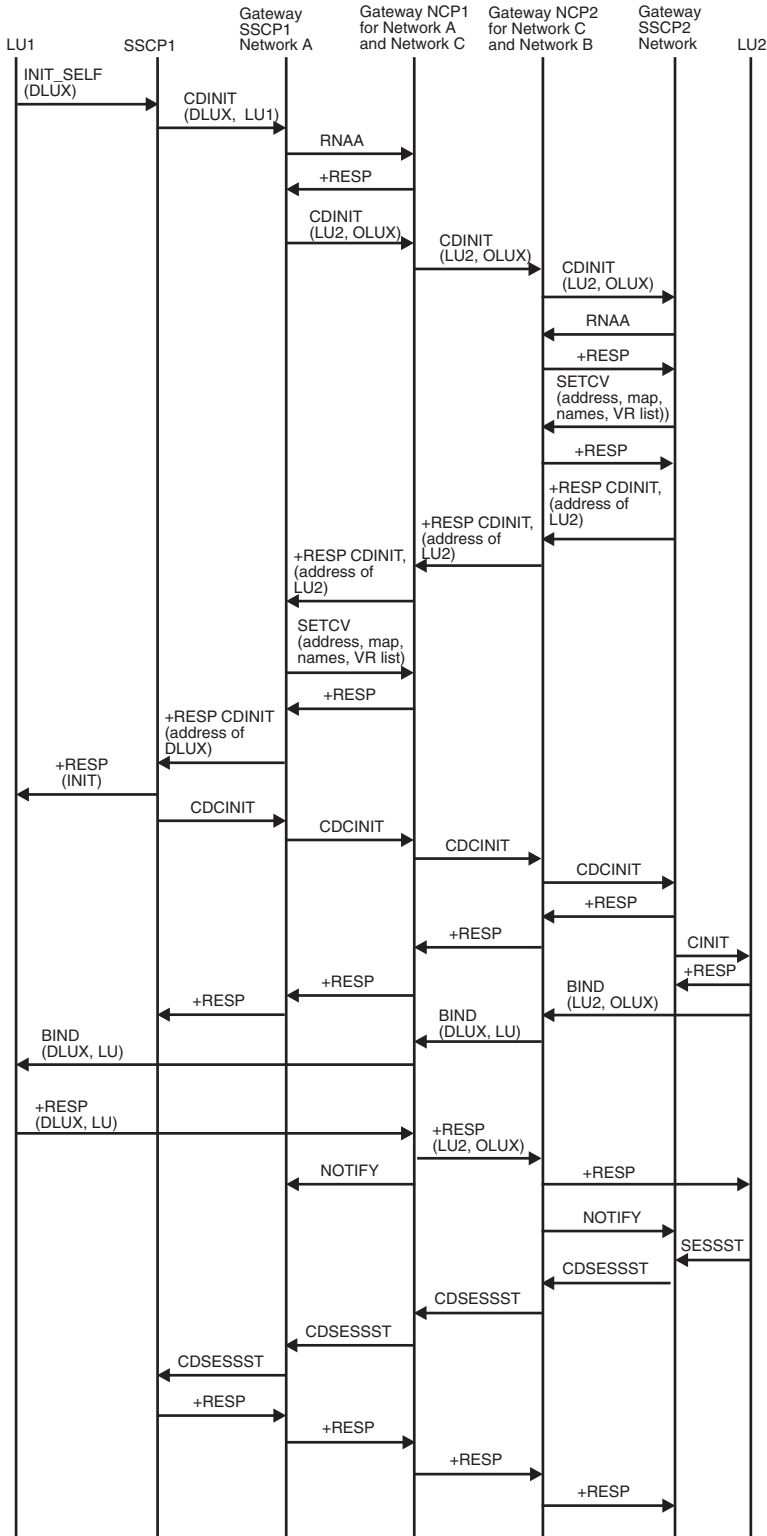 LU1
SSCP1
Gateway
SSCP1
Network A
Gateway NCP1
for Network A
and Network C
Gateway NCP2
for Network C
and Network B
Gateway
SSCP2
Network
LU2
INIT_SELF
(DLUX)
CDINIT
(DLUX, LU1)
RNAA
+RESP
CDINIT
(LU2, OLUX)
CDINIT
(LU2, OLUX)
CDINIT
(LU2, OLUX)
RNAA
+RESP
SETCV
(address, map,
names, VR list))
+RESP
+RESP CDINIT,
(address of
LU2)
+RESP CDINIT,
(address of
LU2)
+RESP CDINIT,
(address of
LU2)
SETCV
(address, map,
names, VR list)
+RESP
+RESP CDINIT
(address of
DLUX)
+RESP
(INIT)
CDCINIT
CDCINIT
CDCINIT
CDCINIT
+RESP
+RESP
CINIT
+RESP
+RESP
+RESP
BIND
(LU2, OLUX)
BIND
(DLUX, LU)
BIND
(DLUX, LU)
+RESP
(DLUX, LU)
+RESP
(LU2, OLUX)
NOTIFY
+RESP
NOTIFY
SESSST
CDSESSST
CDSESSST
CDSESSST
CDSESSST
+RESP
+RESP
+RESP
+RESP